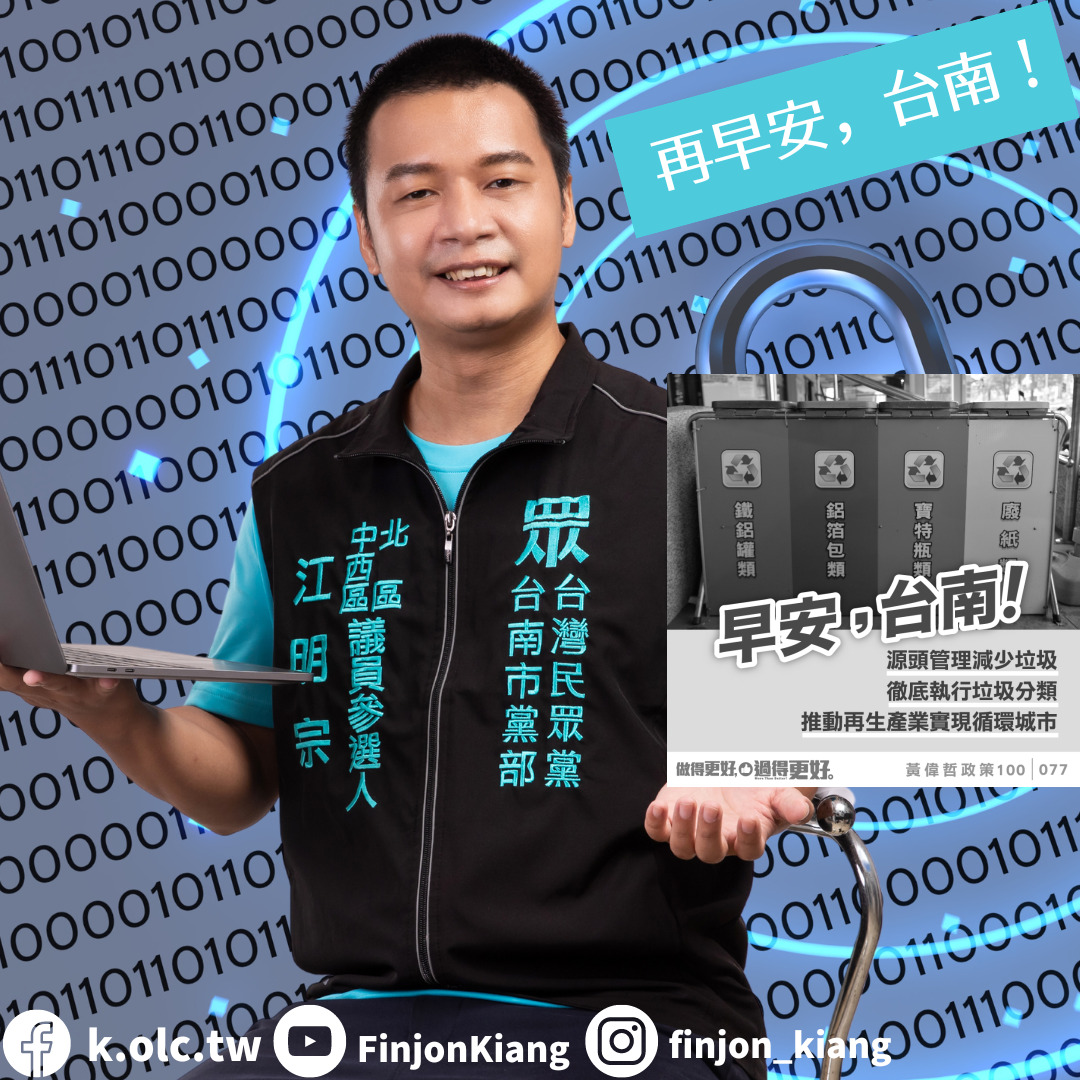 再早安，台南！
北區
中西區
議員參選人
江明宗
眾
台灣民眾黨
台南市黨部
鐵鋁罐類
鋁箔包類
寶特瓶類
廢紙
早安，台南！
源頭管理減少垃圾
徹底執行垃圾分類
推動再生產業實現循環城市
做得更好，過得更好。
黃偉哲政策100｜077
k.olc.tw
FinjonKiang
finjon_kiang